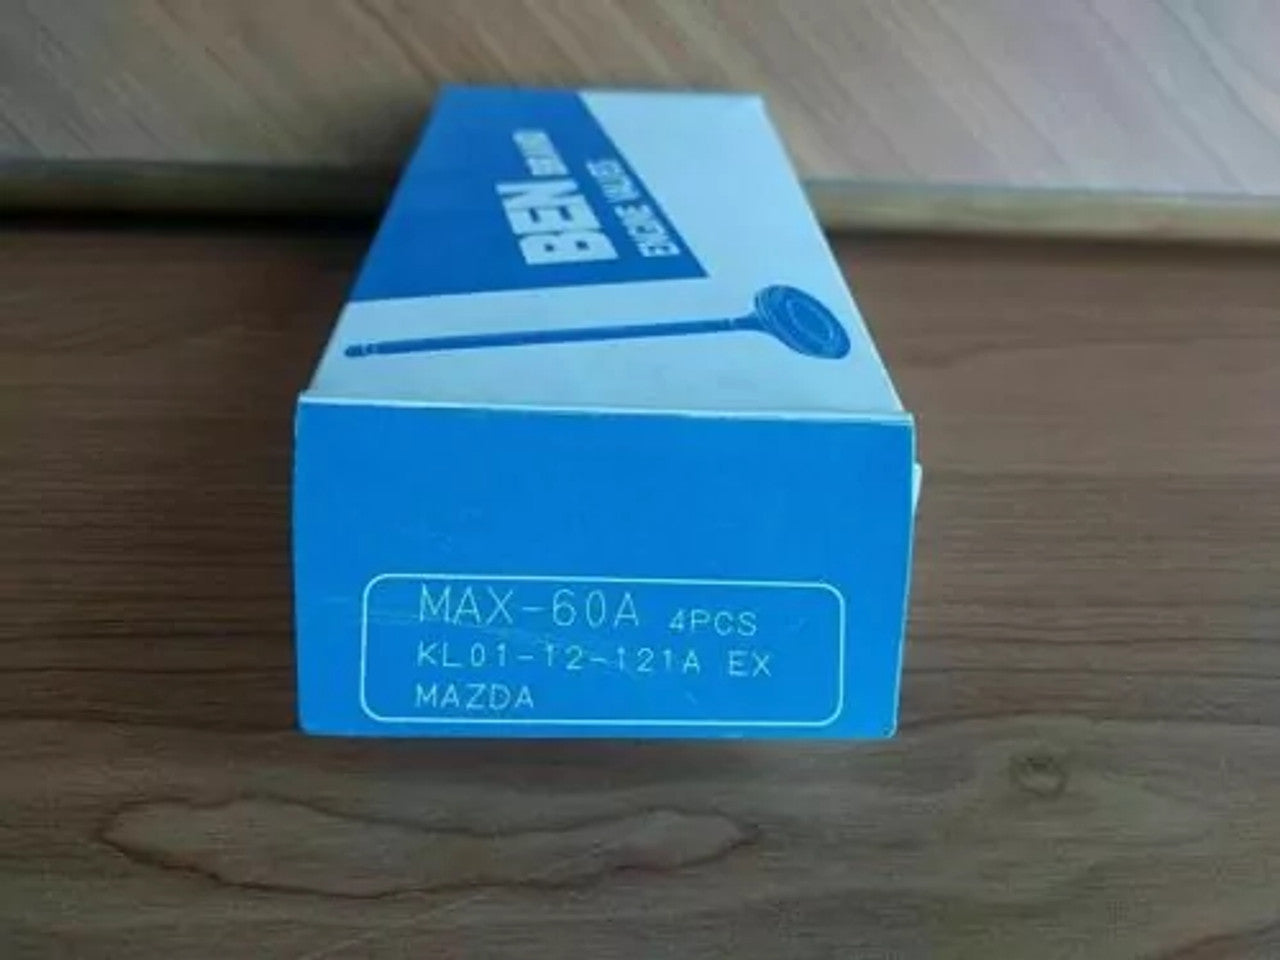 BEN
ENGINE VALVES
MAX-60A 4PCS
KL01-12-121A EX
MAZDA